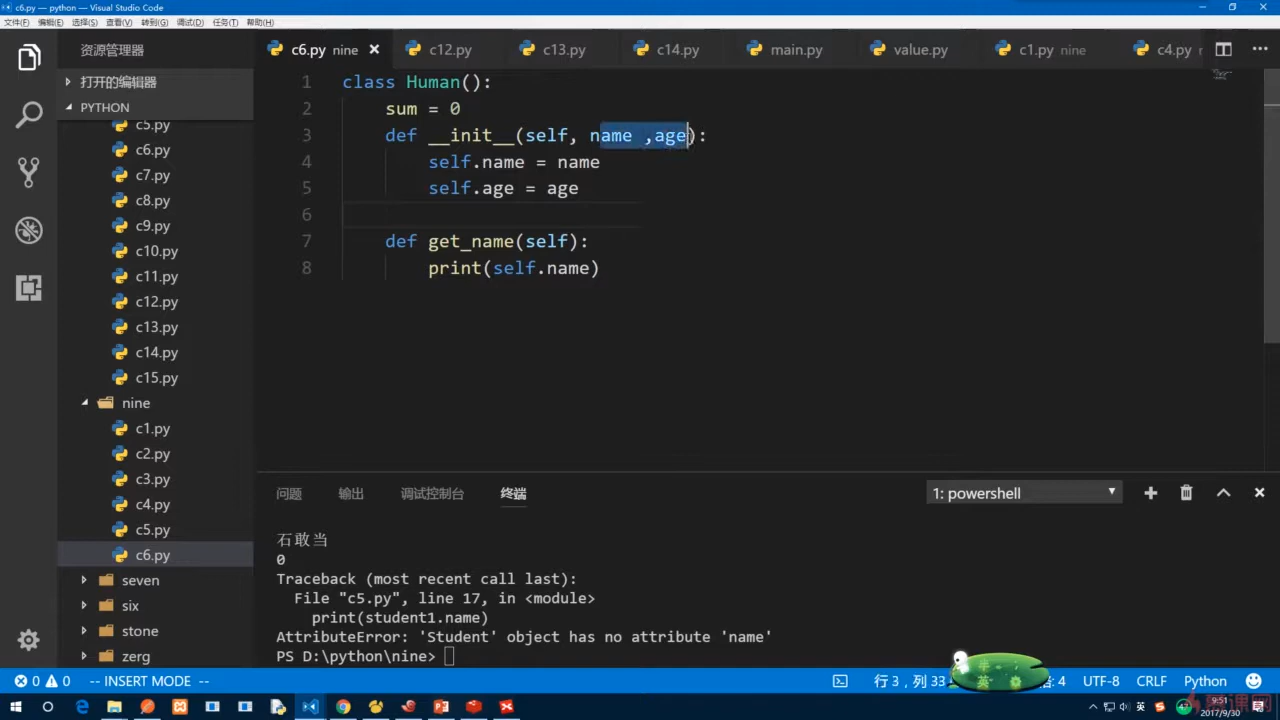 c6.py — python — Visual Studio Code
文件(F) 编辑(E) 选择(S) 查看(V) 转到(G) 调试(D) 任务(T) 帮助(H)
资源管理器
c6.py nine
c12.py
c13.py
c14.py
main.py
value.py
c1.py nine
c4.py
打开的编辑器
PYTHON
c5.py
c6.py
c7.py
c8.py
c9.py
c10.py
c11.py
c12.py
c13.py
c14.py
c15.py
nine
c1.py
c2.py
c3.py
c4.py
c5.py
c6.py
seven
six
stone
zerg
1 class Human():
2 sum = 0
3 def __init__(self, name ,age):
4 self.name = name
5 self.age = age
6
7 def get_name(self):
8 print(self.name)
问题 输出 调试控制台 终端
1: powershell
石敢当
0
Traceback (most recent call last):
File "c5.py", line 17, in <module>
print(student1.name)
AttributeError: 'Student' object has no attribute 'name'
PS D:\python\nine>
0 0 -- INSERT MODE --
行 3，列 33
: 4
UTF-8
CRLF
Python
英
9:51
2017/9/30